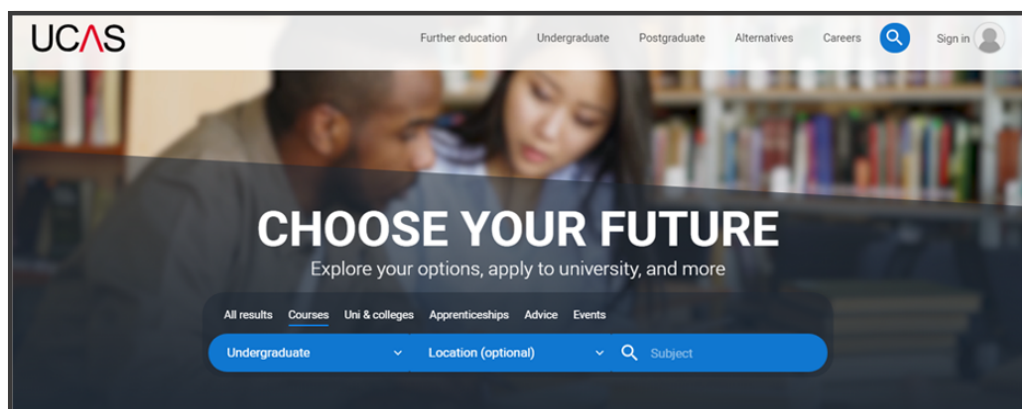 UCAS
Further education Undergraduate Postgraduate Alternatives Careers Sign in
CHOOSE YOUR FUTURE
Explore your options, apply to university, and more
All results Courses Uni & colleges Apprenticeships Advice Events
Undergraduate Location (optional) Subject